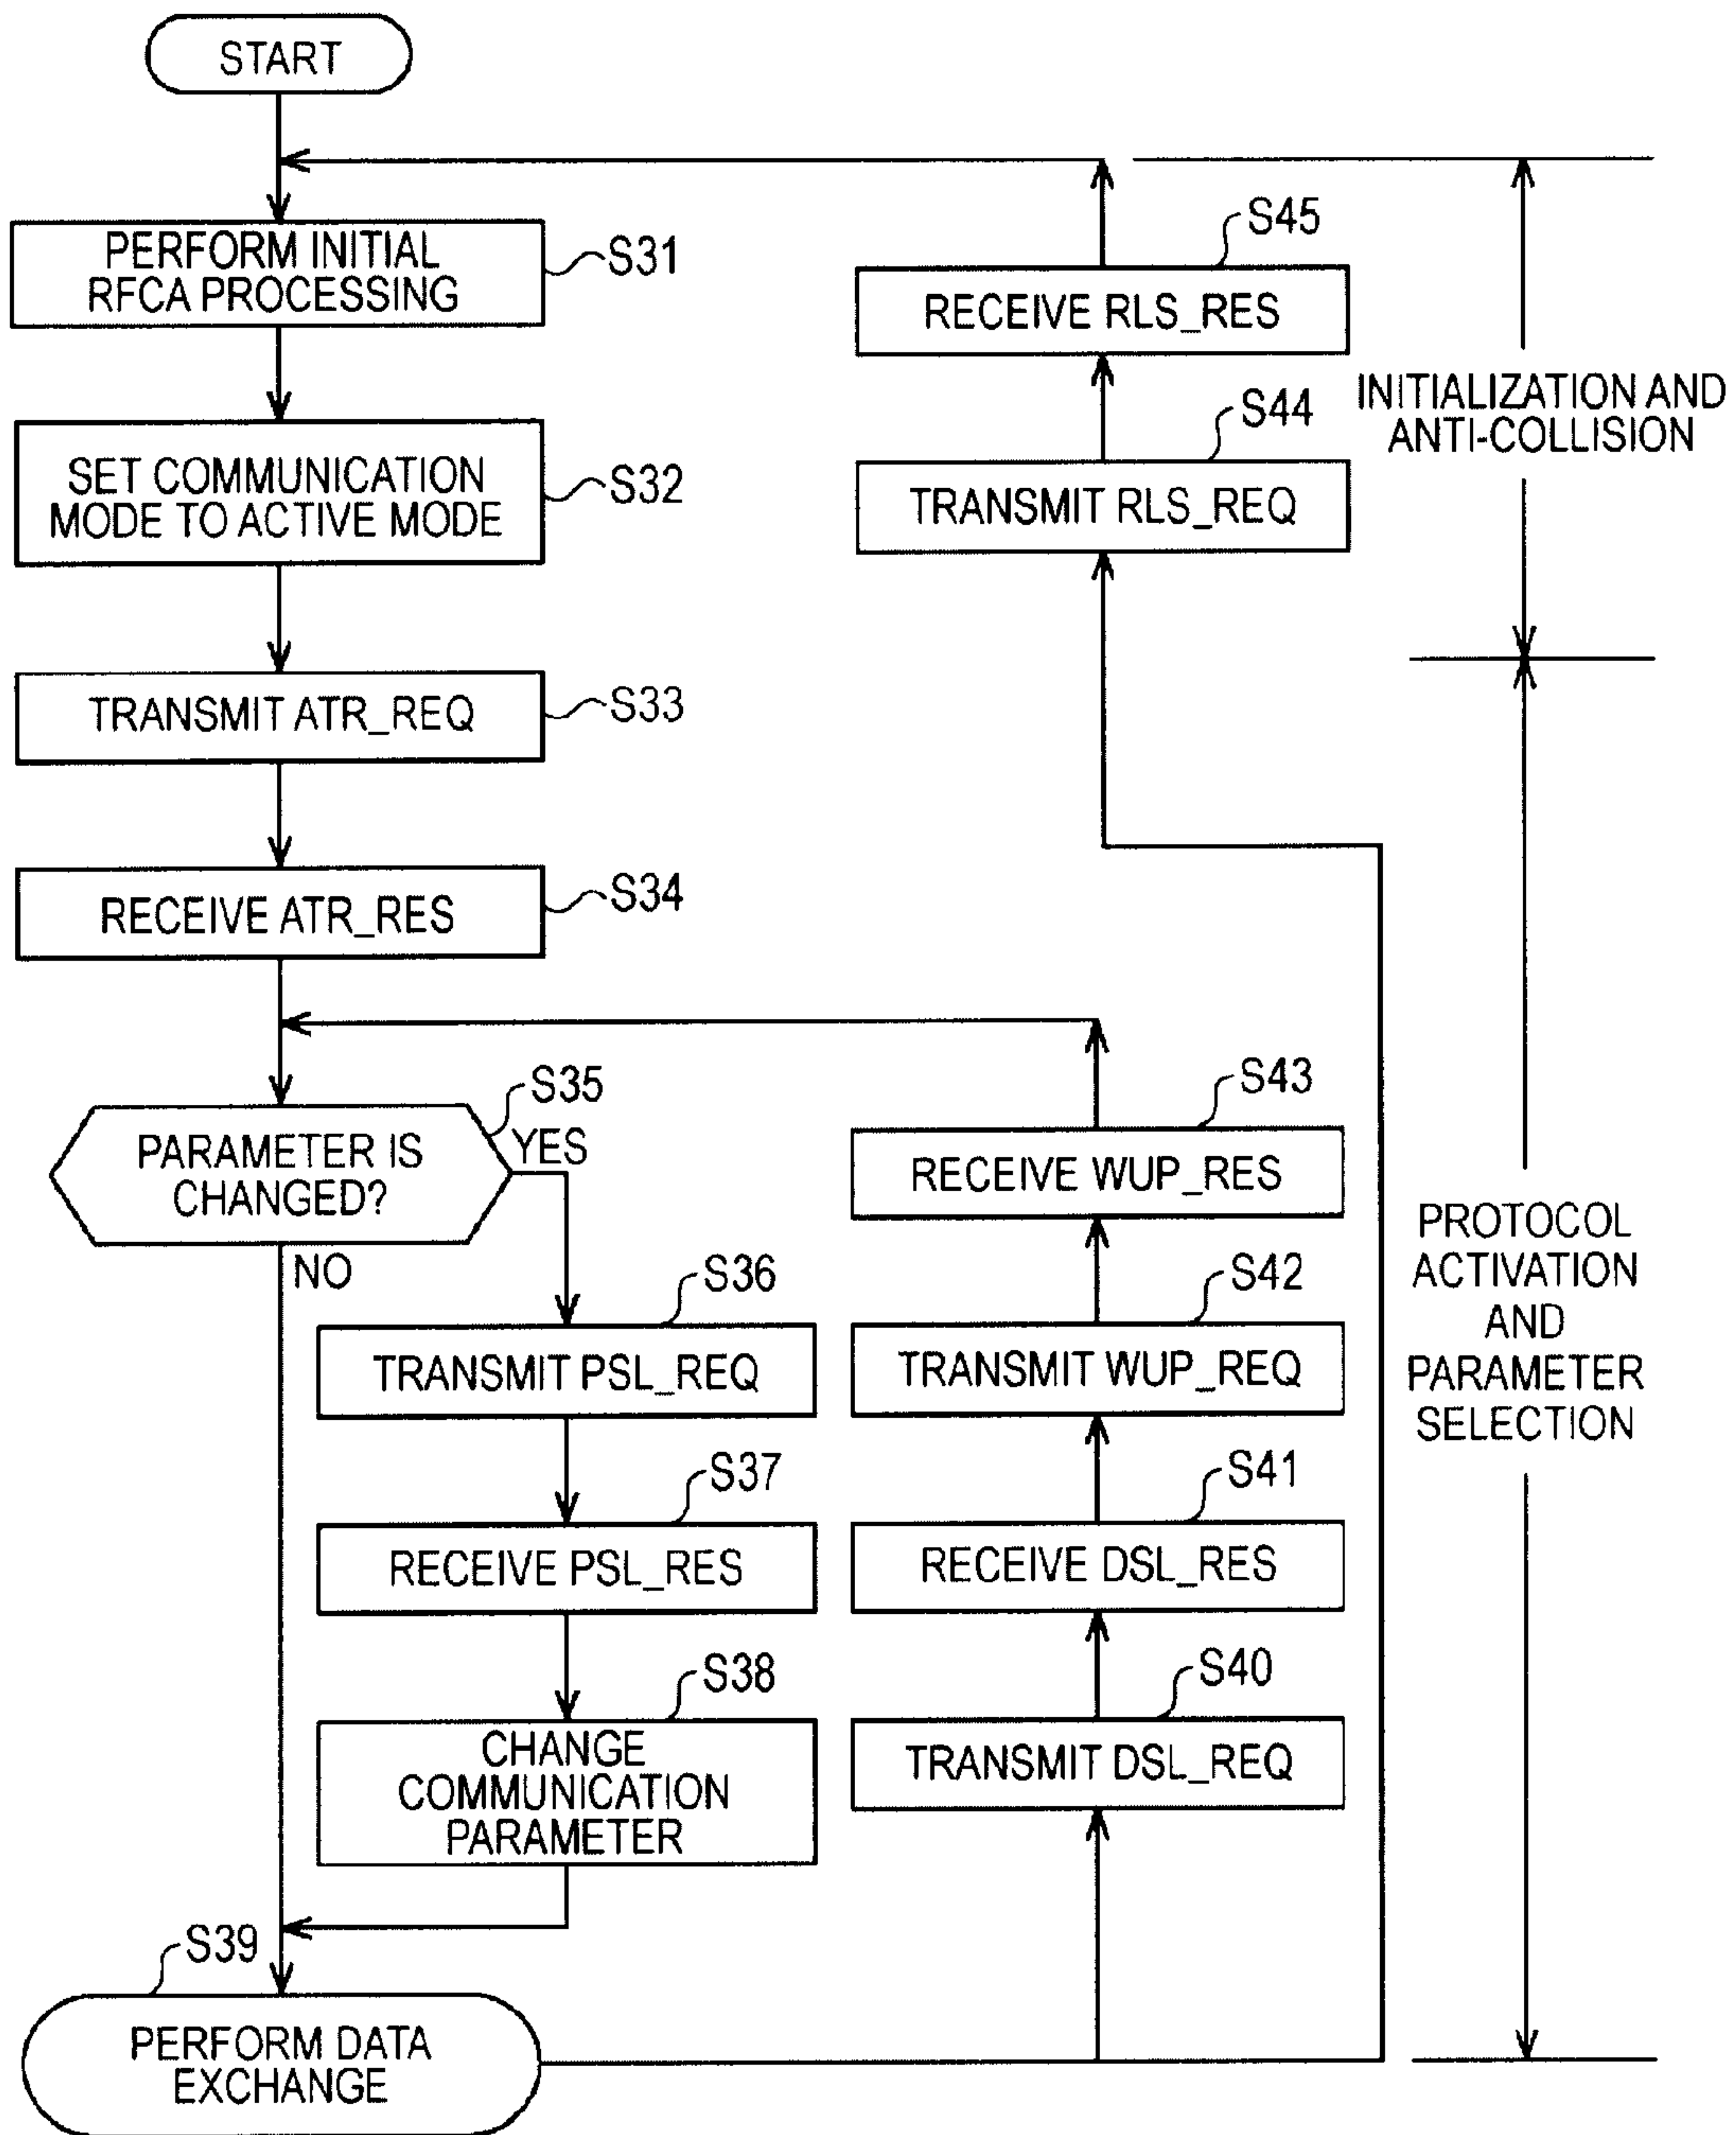 START
PERFORM INITIAL
RFCA PROCESSING
S31
SET COMMUNICATION
MODE TO ACTIVE MODE
S32
TRANSMIT ATR_REQ
S33
RECEIVE ATR_RES
S34
PARAMETER IS
CHANGED?
S35
YES
NO
S36
TRANSMIT PSL_REQ
S37
RECEIVE PSL_RES
S38
CHANGE
COMMUNICATION
PARAMETER
S39
PERFORM DATA
EXCHANGE
S45
RECEIVE RLS_RES
S44
TRANSMIT RLS_REQ
S43
RECEIVE WUP_RES
S42
TRANSMIT WUP_REQ
S41
RECEIVE DSL_RES
S40
TRANSMIT DSL_REQ
INITIALIZATION AND
ANTI-COLLISION
PROTOCOL
ACTIVATION
AND
PARAMETER
SELECTION